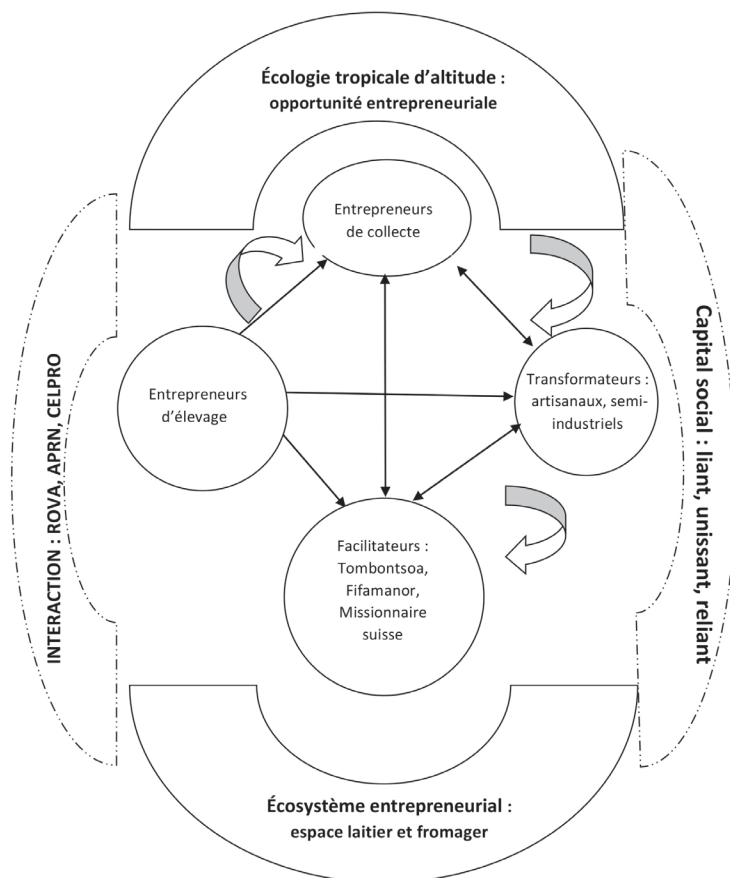 Écologie tropicale d’altitude :
opportunité entrepreneuriale
Entrepreneurs
de collecte
INTERACTION : ROVA, APRN, CELPRO
Entrepreneurs
d’élevage
Transformateurs :
artisanaux, semi-
industriels
Capital social : liant, unissant, reliant
Facilitateurs :
Tombontsoa,
Fifamanor,
Missionnaire
suisse
Écosystème entrepreneurial :
espace laitier et fromager